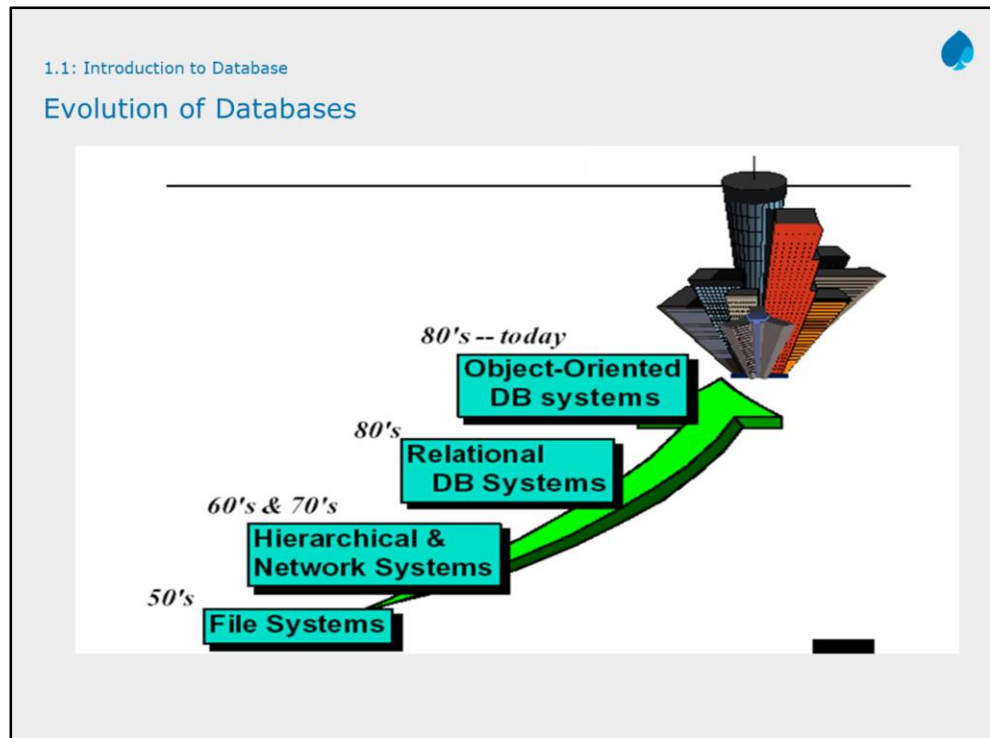 1.1: Introduction to Database
Evolution of Databases
80's -- today
Object-Oriented
DB systems
80's
Relational
DB Systems
60's & 70's
Hierarchical &
Network Systems
50's
File Systems